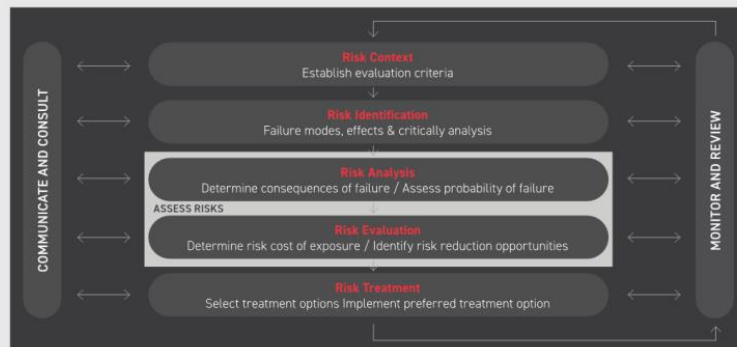 COMMUNICATE AND CONSULT
Risk Context
Establish evaluation criteria
Risk Identification
Failure modes, effects & critically analysis
Risk Analysis
Determine consequences of failure / Assess probability of failure
ASSESS RISKS
Risk Evaluation
Determine risk cost of exposure / Identify risk reduction opportunities
Risk Treatment
Select treatment options Implement preferred treatment option
MONITOR AND REVIEW